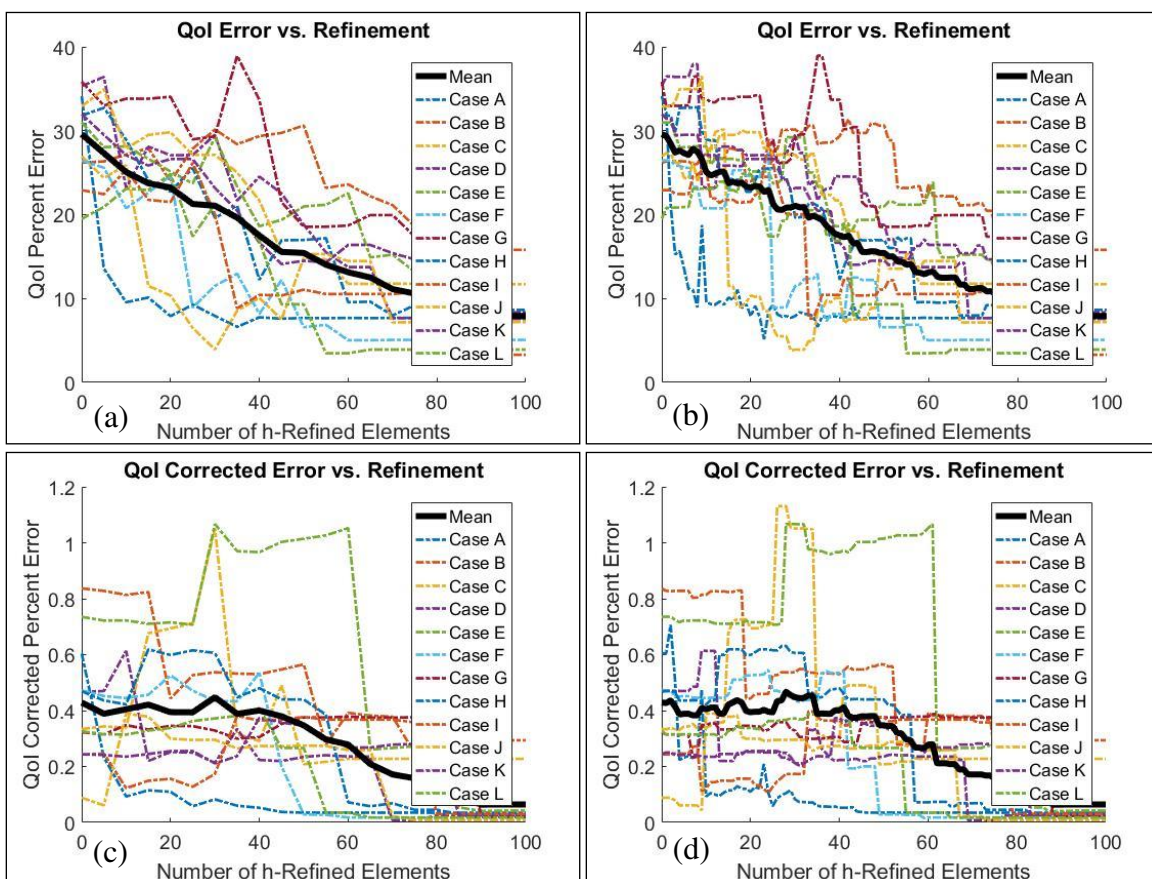 QoI Error vs. Refinement
QoI Percent Error
40
30
20
10
0
0 20 40 60 80 100
Number of h-Refined Elements
Mean
Case A
Case B
Case C
Case D
Case E
Case F
Case G
Case H
Case I
Case J
Case K
Case L
(a)
QoI Error vs. Refinement
QoI Percent Error
40
30
20
10
0
0 20 40 60 80 100
Number of h-Refined Elements
Mean
Case A
Case B
Case C
Case D
Case E
Case F
Case G
Case H
Case I
Case J
Case K
Case L
(b)
QoI Corrected Error vs. Refinement
QoI Corrected Percent Error
1.2
1
0.8
0.6
0.4
0.2
0
0 20 40 60 80 100
Number of h-Refined Elements
Mean
Case A
Case B
Case C
Case D
Case E
Case F
Case G
Case H
Case I
Case J
Case K
Case L
(c)
QoI Corrected Error vs. Refinement
QoI Corrected Percent Error
1.2
1
0.8
0.6
0.4
0.2
0
0 20 40 60 80 100
Number of h-Refined Elements
Mean
Case A
Case B
Case C
Case D
Case E
Case F
Case G
Case H
Case I
Case J
Case K
Case L
(d)